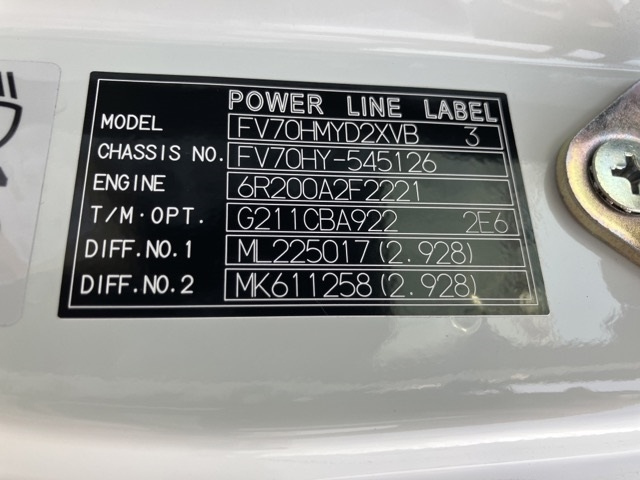 POWER LINE LABEL
MODEL FV70HMYD2XVB 3
CHASSIS NO. FV70HY-545126
ENGINE 6R200A2F2221
T/M·OPT. G211CBA922 2E6
DIFF.NO.1 ML225017(2.928)
DIFF.NO.2 MK611258(2.928)